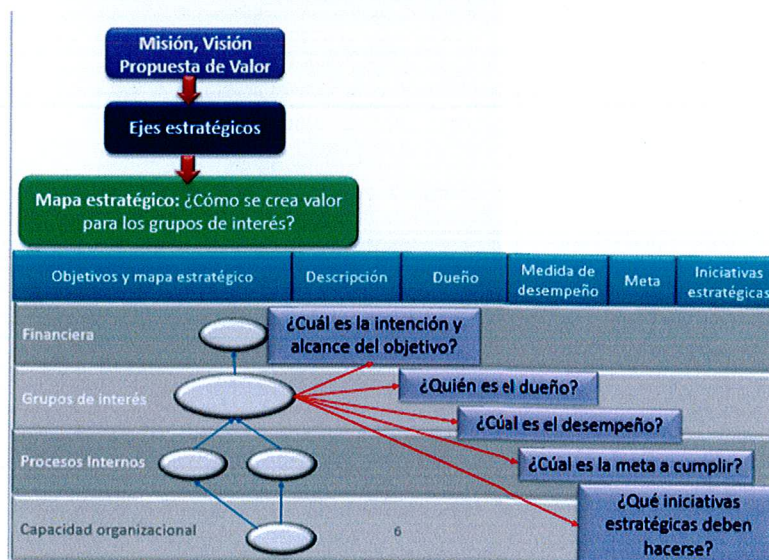 Misión, Visión
Propuesta de Valor
Ejes estratégicos
Mapa estratégico: ¿Cómo se crea valor
para los grupos de interés?
Objetivos y mapa estratégico
Descripción
Dueño
Medida de
desempeño
Meta
Iniciativas
estratégicas
Financiera
¿Cuál es la intención y
alcance del objetivo?
Grupos de interés
¿Quién es el dueño?
¿Cúal es el desempeño?
Procesos Internos
¿Cúal es la meta a cumplir?
¿Qué iniciativas
estratégicas deben
hacerse?
Capacidad organizacional
6